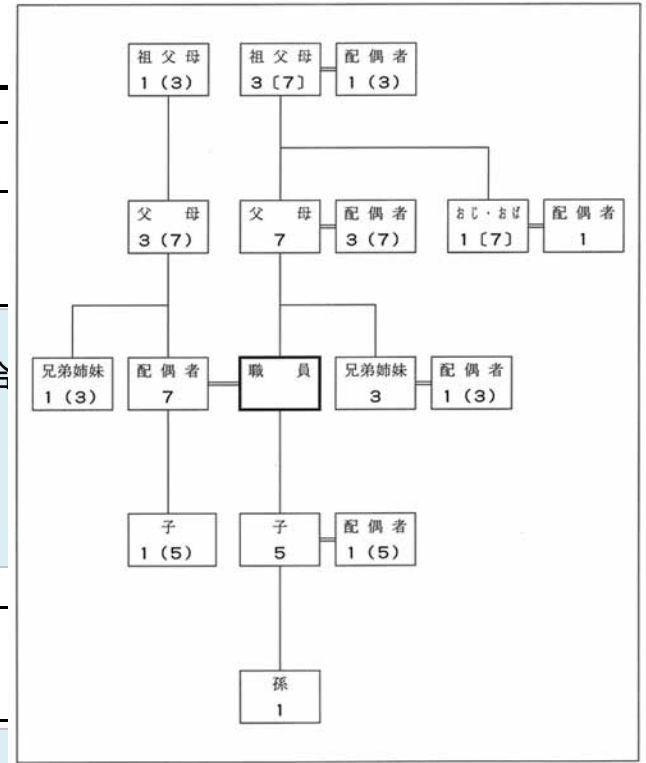 祖父母
1 (3)
祖父母
3 〔7〕
配偶者
1 (3)
父母
3 (7)
父母
7
配偶者
3 (7)
おじ・おば
1 〔7〕
配偶者
1
兄弟姉妹
1 (3)
配偶者
7
職員
兄弟姉妹
3
配偶者
1 (3)
子
1 (5)
子
5
配偶者
1 (5)
孫
1